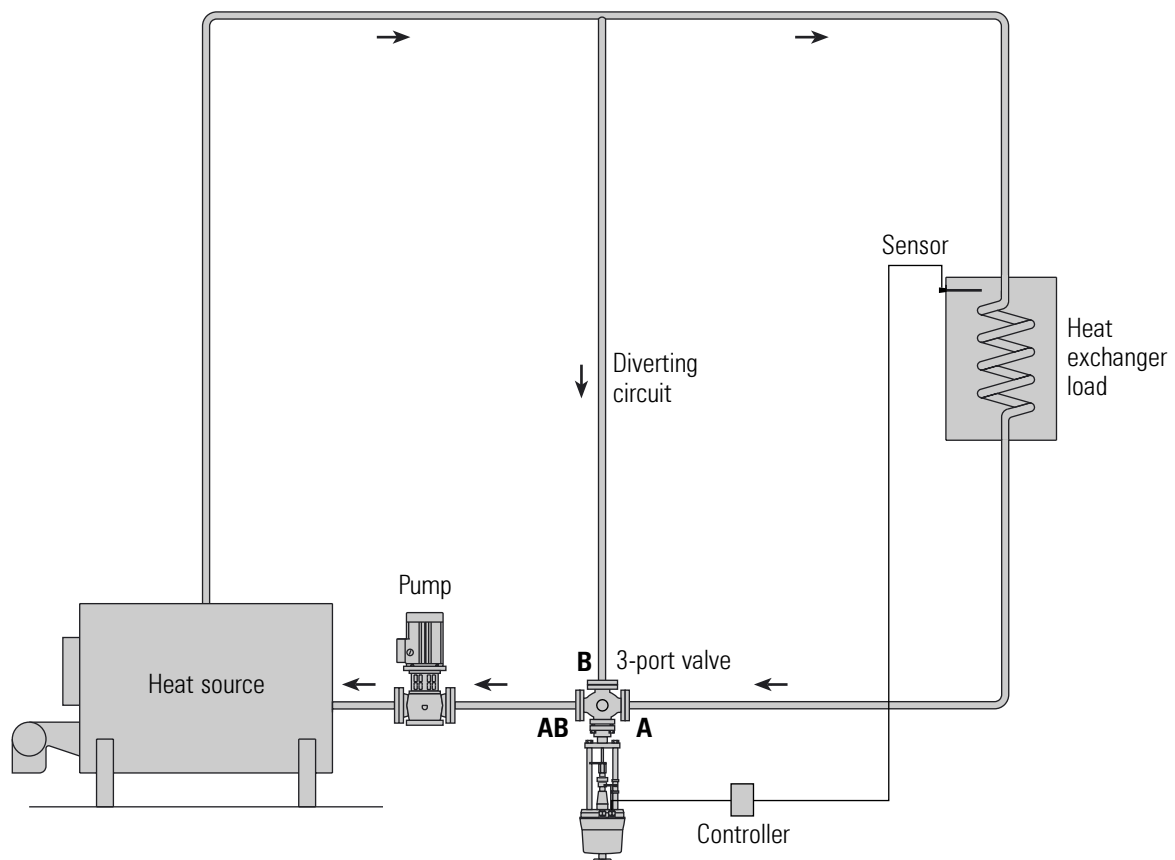 Sensor
Heat
exchanger
load
Diverting
circuit
Pump
B
3-port valve
Heat source
AB
A
Controller